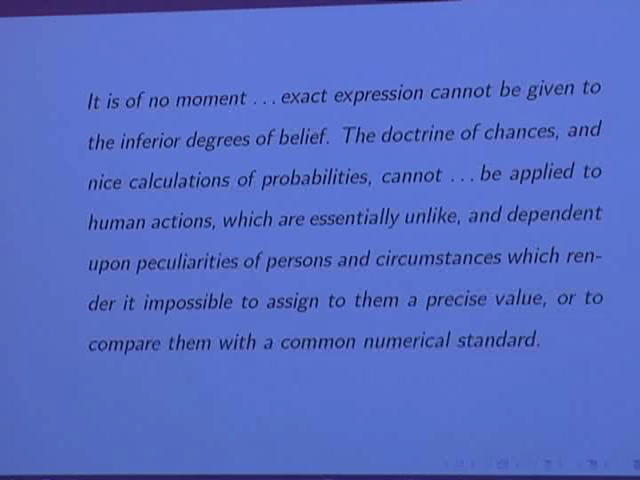 It is of no moment ... exact expression cannot be given to
the inferior degrees of belief. The doctrine of chances, and
nice calculations of probabilities, cannot ... be applied to
human actions, which are essentially unlike, and dependent
upon peculiarities of persons and circumstances which ren-
der it impossible to assign to them a precise value, or to
compare them with a common numerical standard.